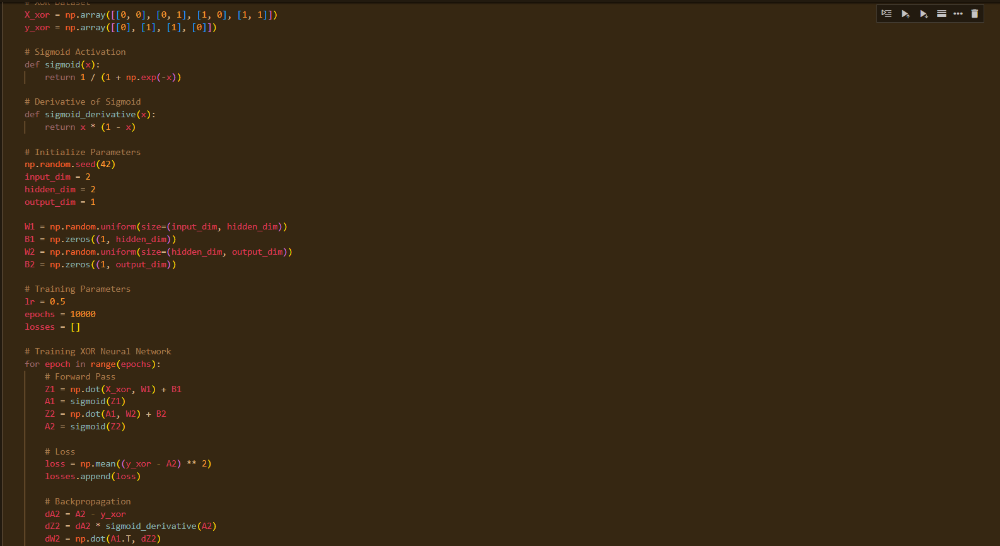 # XOR Dataset
X_xor = np.array([[0, 0], [0, 1], [1, 0], [1, 1]])
y_xor = np.array([[0], [1], [1], [0]])

# Sigmoid Activation
def sigmoid(x):
    return 1 / (1 + np.exp(-x))

# Derivative of Sigmoid
def sigmoid_derivative(x):
    return x * (1 - x)

# Initialize Parameters
np.random.seed(42)
input_dim = 2
hidden_dim = 2
output_dim = 1

W1 = np.random.uniform(size=(input_dim, hidden_dim))
B1 = np.zeros((1, hidden_dim))
W2 = np.random.uniform(size=(hidden_dim, output_dim))
B2 = np.zeros((1, output_dim))

# Training Parameters
lr = 0.5
epochs = 10000
losses = []

# Training XOR Neural Network
for epoch in range(epochs):
    # Forward Pass
    Z1 = np.dot(X_xor, W1) + B1
    A1 = sigmoid(Z1)
    Z2 = np.dot(A1, W2) + B2
    A2 = sigmoid(Z2)

    # Loss
    loss = np.mean((y_xor - A2) ** 2)
    losses.append(loss)

    # Backpropagation
    dA2 = A2 - y_xor
    dZ2 = dA2 * sigmoid_derivative(A2)
    dW2 = np.dot(A1.T, dZ2)